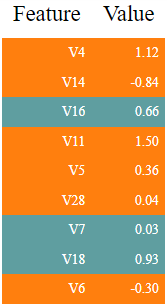 Feature Value
V4 1.12
V14 -0.84
V16 0.66
V11 1.50
V5 0.36
V28 0.04
V7 0.03
V18 0.93
V6 -0.30